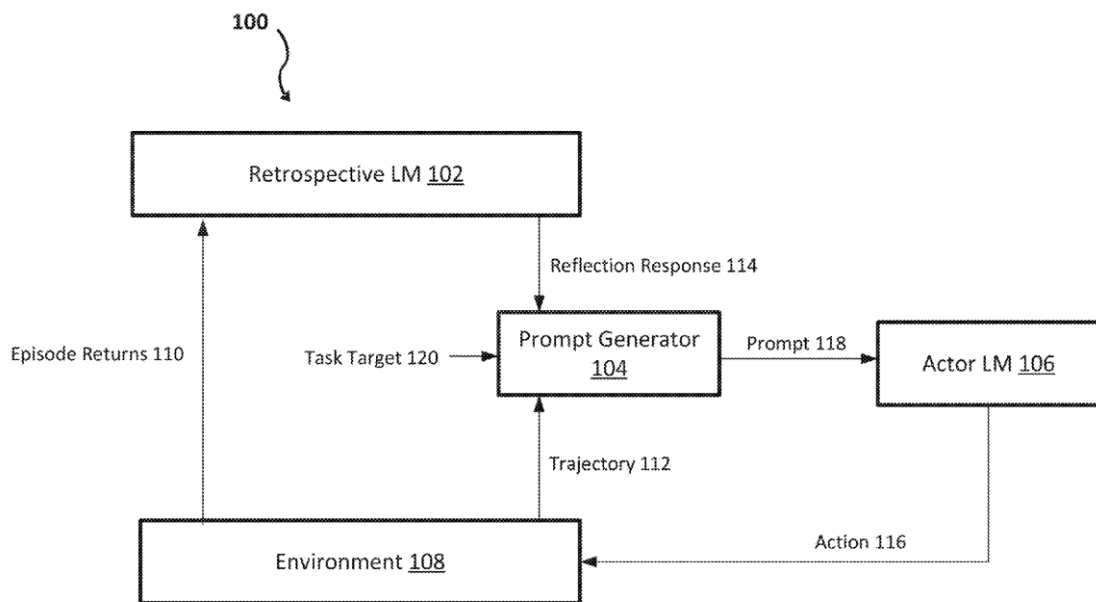 100
Retrospective LM 102
Reflection Response 114
Episode Returns 110
Task Target 120
Prompt Generator
104
Prompt 118
Actor LM 106
Trajectory 112
Action 116
Environment 108